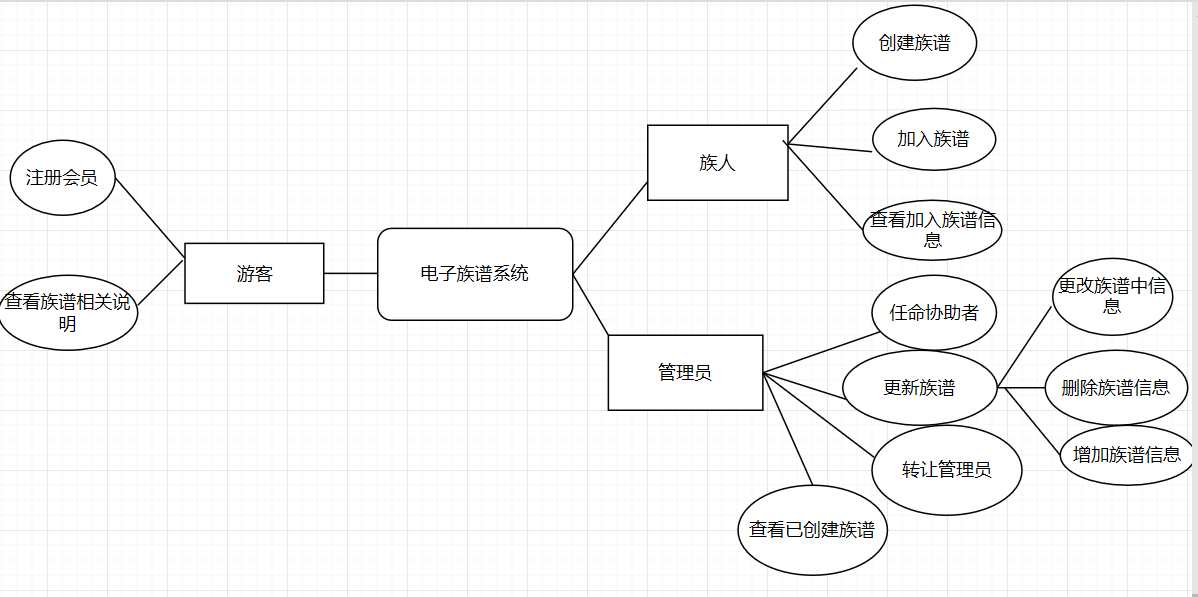 创建族谱
加入族谱
族人
注册会员
查看加入族谱信
息
游客
电子族谱系统
查看族谱相关说
明
任命协助者
更改族谱中信
息
管理员
更新族谱
删除族谱信息
转让管理员
增加族谱信息
查看已创建族谱